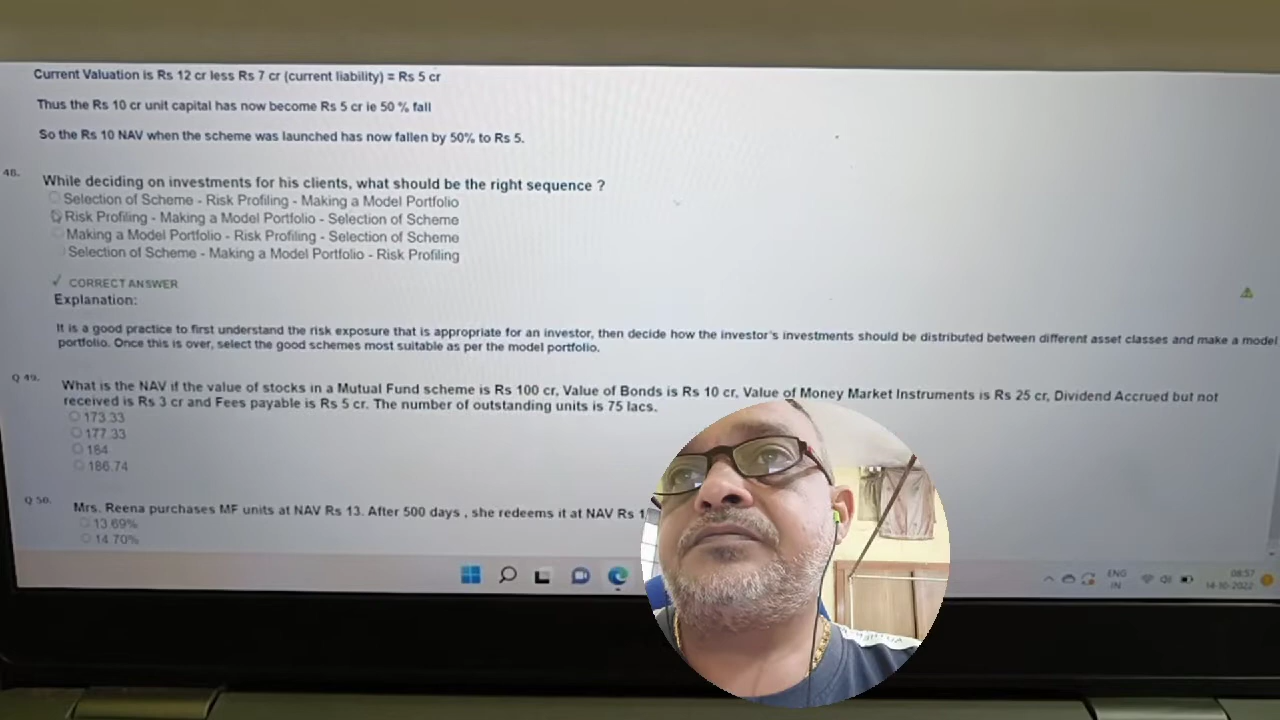 Current Valuation is Rs 12 cr less Rs 7 cr (current liability) = Rs 5 cr
Thus the Rs 10 cr unit capital has now become Rs 5 cr ie 50 % fall
So the Rs 10 NAV when the scheme was launched has now fallen by 50% to Rs 5.
48. While deciding on investments for his clients, what should be the right sequence ?
Selection of Scheme - Risk Profiling - Making a Model Portfolio
Risk Profiling - Making a Model Portfolio - Selection of Scheme
Making a Model Portfolio - Risk Profiling - Selection of Scheme
Selection of Scheme - Making a Model Portfolio - Risk Profiling
✓ CORRECT ANSWER
Explanation:
It is a good practice to first understand the risk exposure that is appropriate for an investor, then decide how the investor's investments should be distributed between different asset classes and make a model
portfolio. Once this is over, select the good schemes most suitable as per the model portfolio.
Q 49. What is the NAV if the value of stocks in a Mutual Fund scheme is Rs 100 cr, Value of Bonds is Rs 10 cr, Value of Money Market Instruments is Rs 25 cr, Dividend Accrued but not
received is Rs 3 cr and Fees payable is Rs 5 cr. The number of outstanding units is 75 lacs.
173.33
177.33
184
186.74
Q 50. Mrs. Reena purchases MF units at NAV Rs 13. After 500 days , she redeems it at NAV Rs
13.69%
14.70%
ENG
IN
08:57
14-10-2022